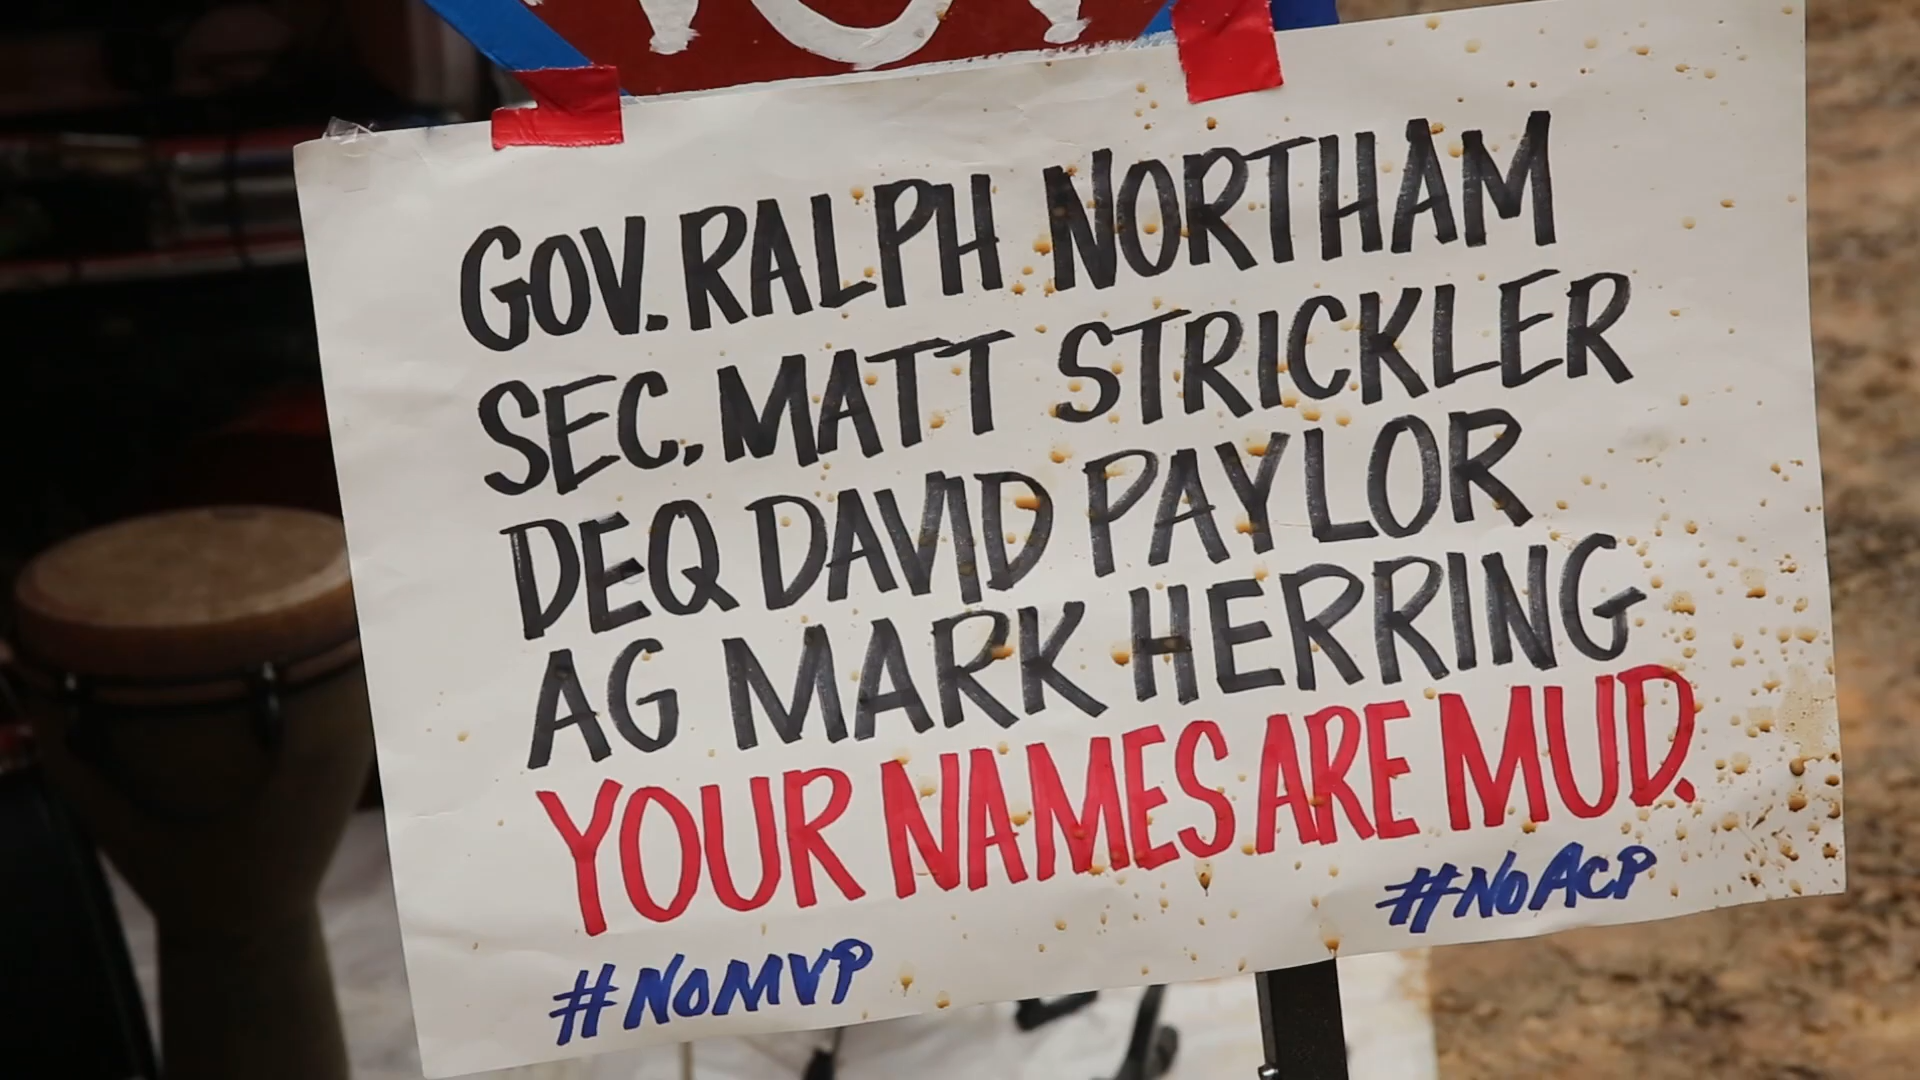 GOV. RALPH NORTHAM
SEC. MATT STRICKLER
DEQ DAVID PAYLOR
AG MARK HERRING
YOUR NAMES ARE MUD.
#NOACP
#NOMVP